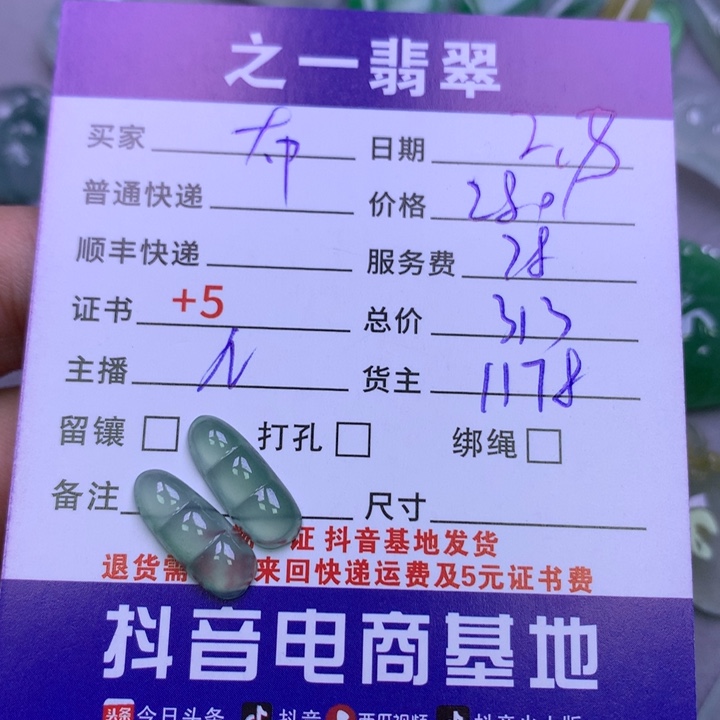 之一翡翠
买家 日期 2.8
普通快递 价格 280
顺丰快递 服务费 28
证书 +5 总价 313
主播 N 货主 1178
留镶 打孔 绑绳
备注 尺寸
证 抖音基地发货
退货需 来回快递运费及5元证书费
抖音电商基地
头条 今日头条 抖音 西瓜视频